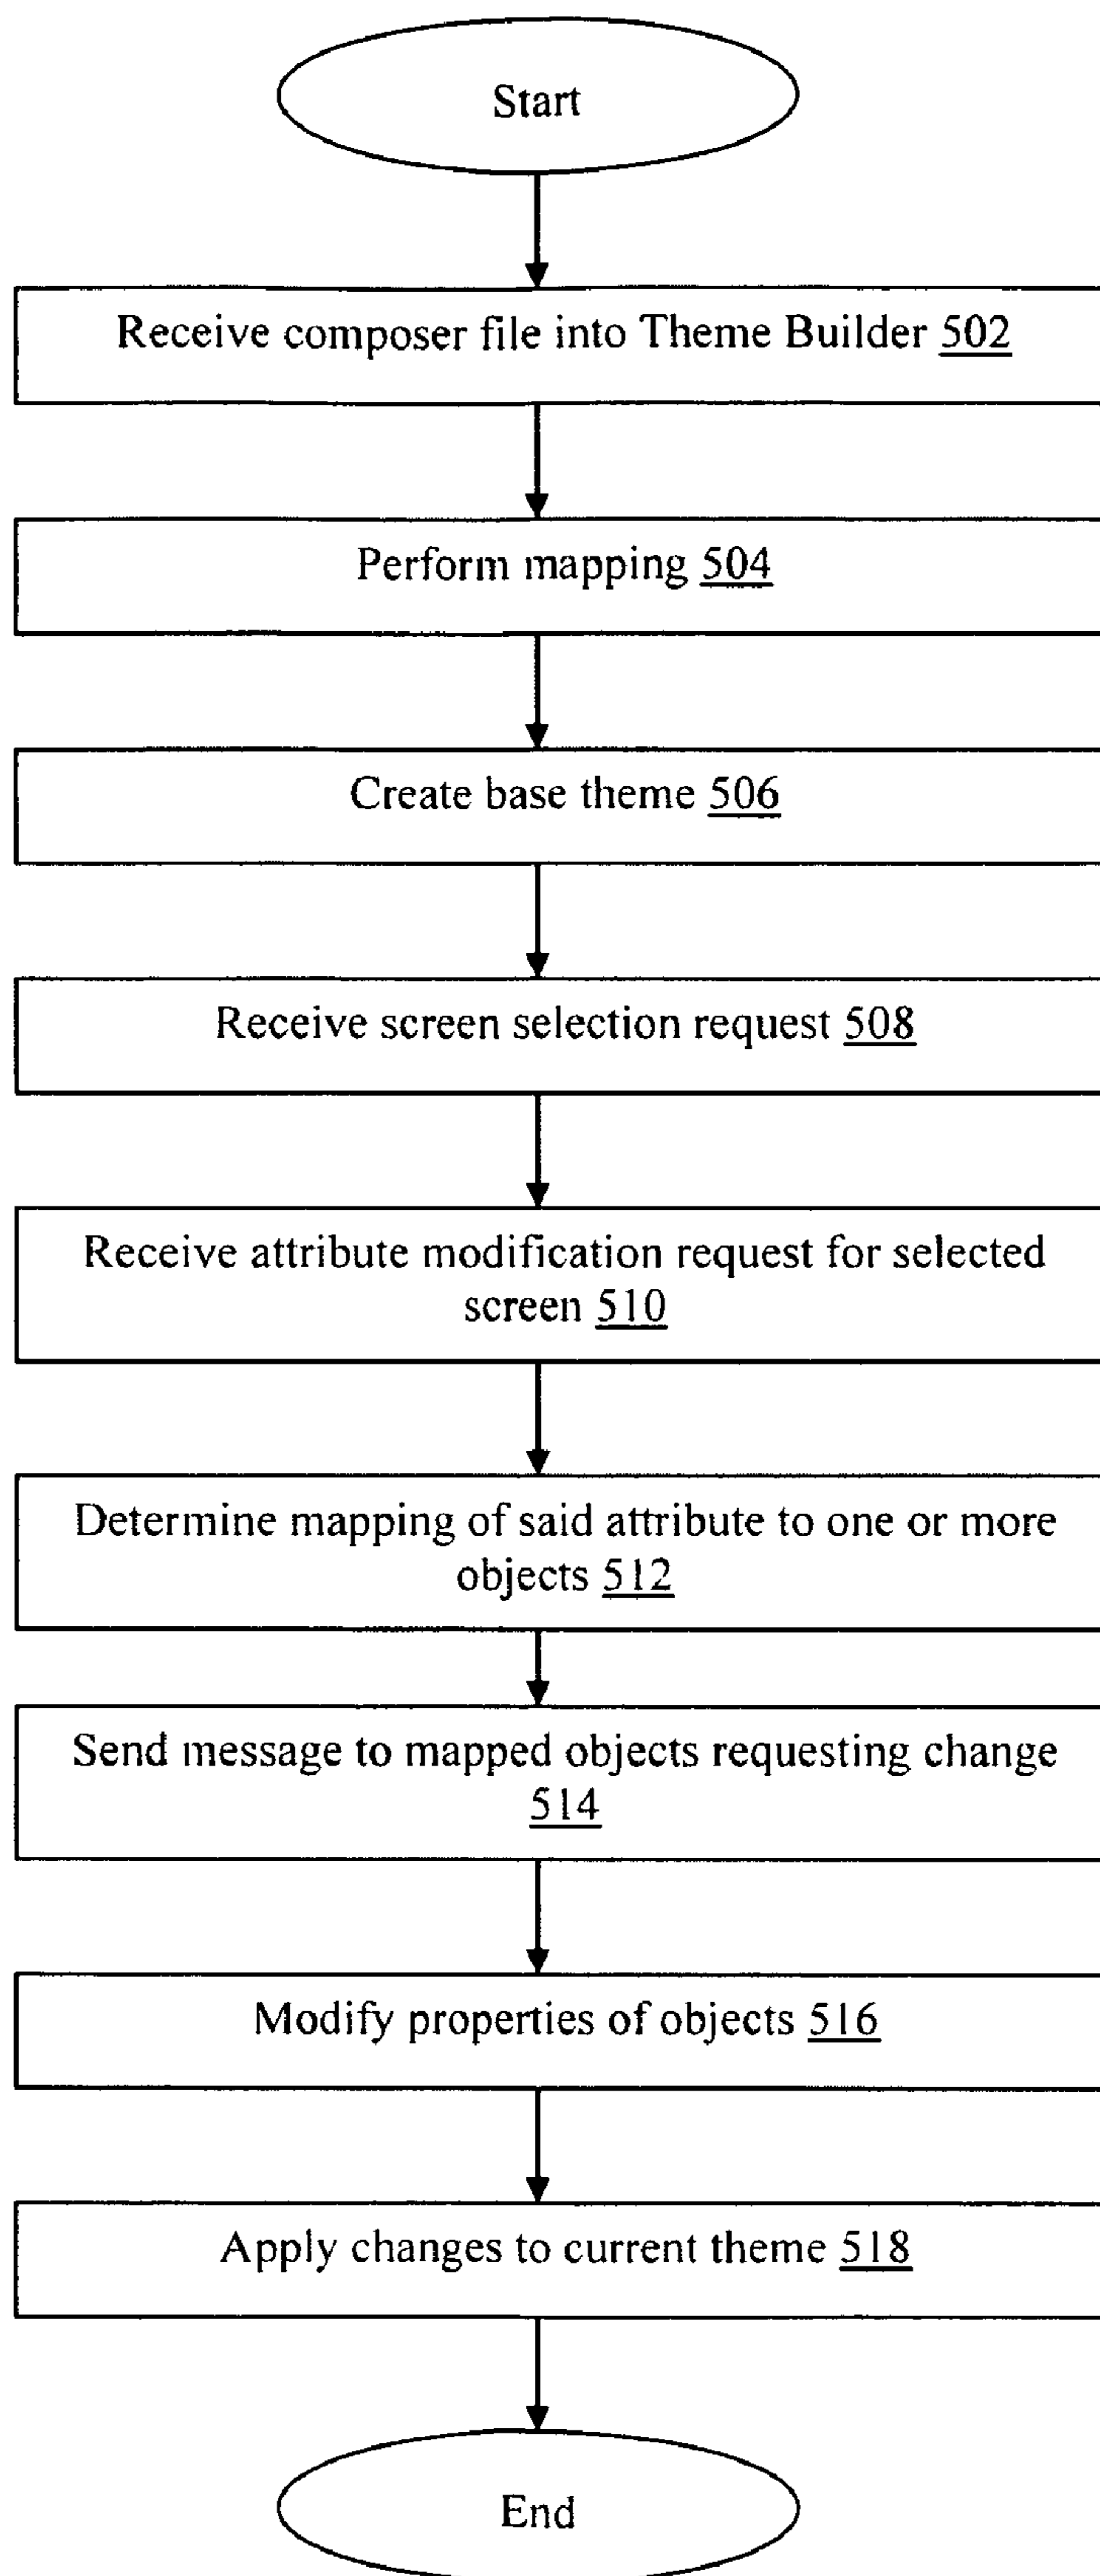 Start
Receive composer file into Theme Builder 502
Perform mapping 504
Create base theme 506
Receive screen selection request 508
Receive attribute modification request for selected
screen 510
Determine mapping of said attribute to one or more
objects 512
Send message to mapped objects requesting change
514
Modify properties of objects 516
Apply changes to current theme 518
End